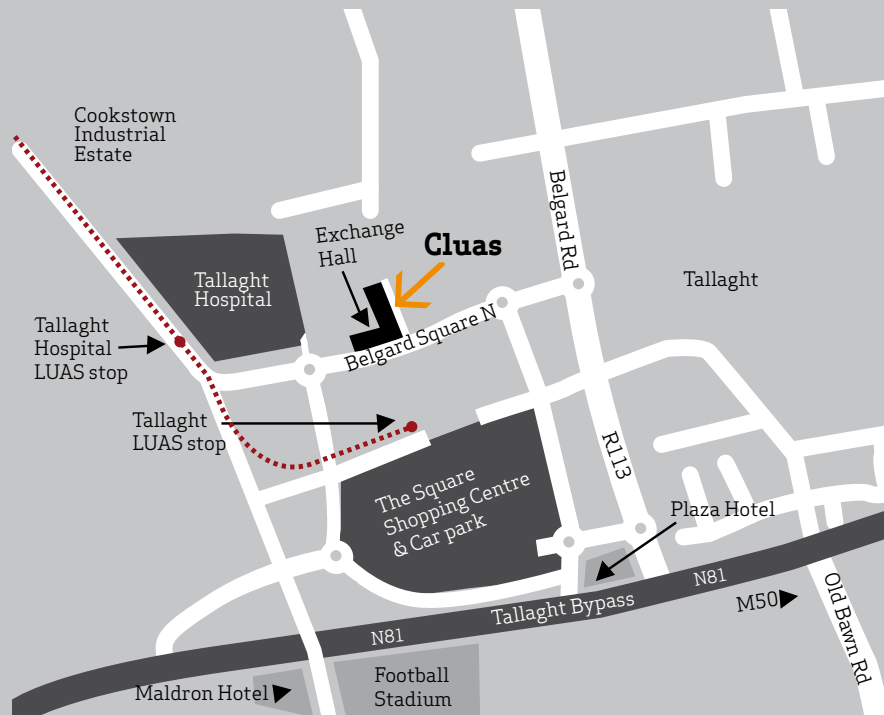 Cookstown
Industrial
Estate
Belgard Rd
Exchange
Hall
Cluas
Tallaght
Hospital
Tallaght
Tallaght
Hospital
LUAS stop
Belgard Square N
Tallaght
LUAS stop
R113
The Square
Shopping Centre
& Car park
Plaza Hotel
N81
Tallaght Bypass
M50
Old Bawn Rd
N81
Maldron Hotel
Football
Stadium